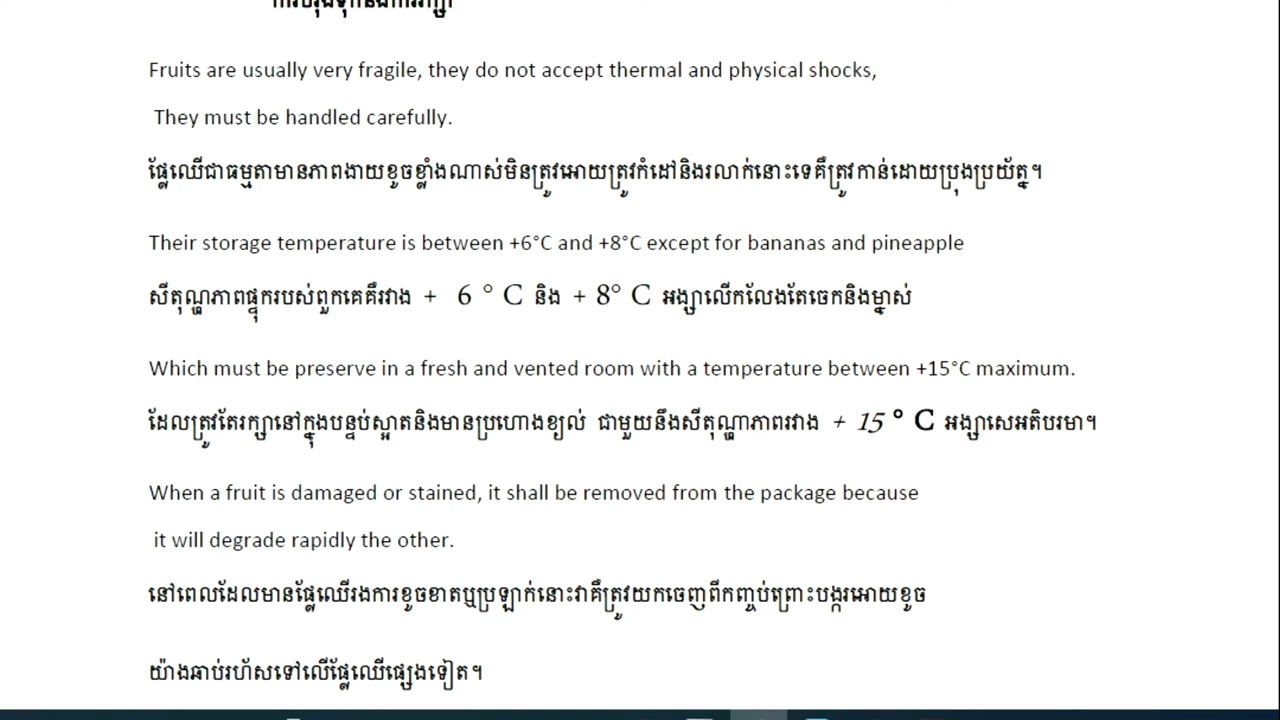 Fruits are usually very fragile, they do not accept thermal and physical shocks,
They must be handled carefully.
ផ្លែឈើជាធម្មតាមានភាពងាយខូចខ្លាំងណាស់មិនត្រូវអោយត្រូវកំដៅនិងរលាក់នោះទេគឺត្រូវកាន់ដោយប្រុងប្រយ័ត្ន។
Their storage temperature is between +6°C and +8°C except for bananas and pineapple
សីតុណ្ហភាពផ្ទុករបស់ពួកគេគឺរវាង + 6 ° C និង + 8° C អង្សាលើកលែងតែចេកនិងម្នាស់
Which must be preserve in a fresh and vented room with a temperature between +15°C maximum.
ដែលត្រូវតែរក្សានៅក្នុងបន្ទប់ស្អាតនិងមានប្រហោងខ្យល់ ជាមួយនឹងសីតុណ្ហាភាពរវាង + 15 ° C អង្សាសេអតិបរមា។
When a fruit is damaged or stained, it shall be removed from the package because
it will degrade rapidly the other.
នៅពេលដែលមានផ្លែឈើរងការខូចខាតឬប្រឡាក់នោះវាគឺត្រូវយកចេញពីកញ្ចប់ព្រោះបង្ករអោយខូច
យ៉ាងឆាប់រហ័សទៅលើផ្លែឈើផ្សេងទៀត។